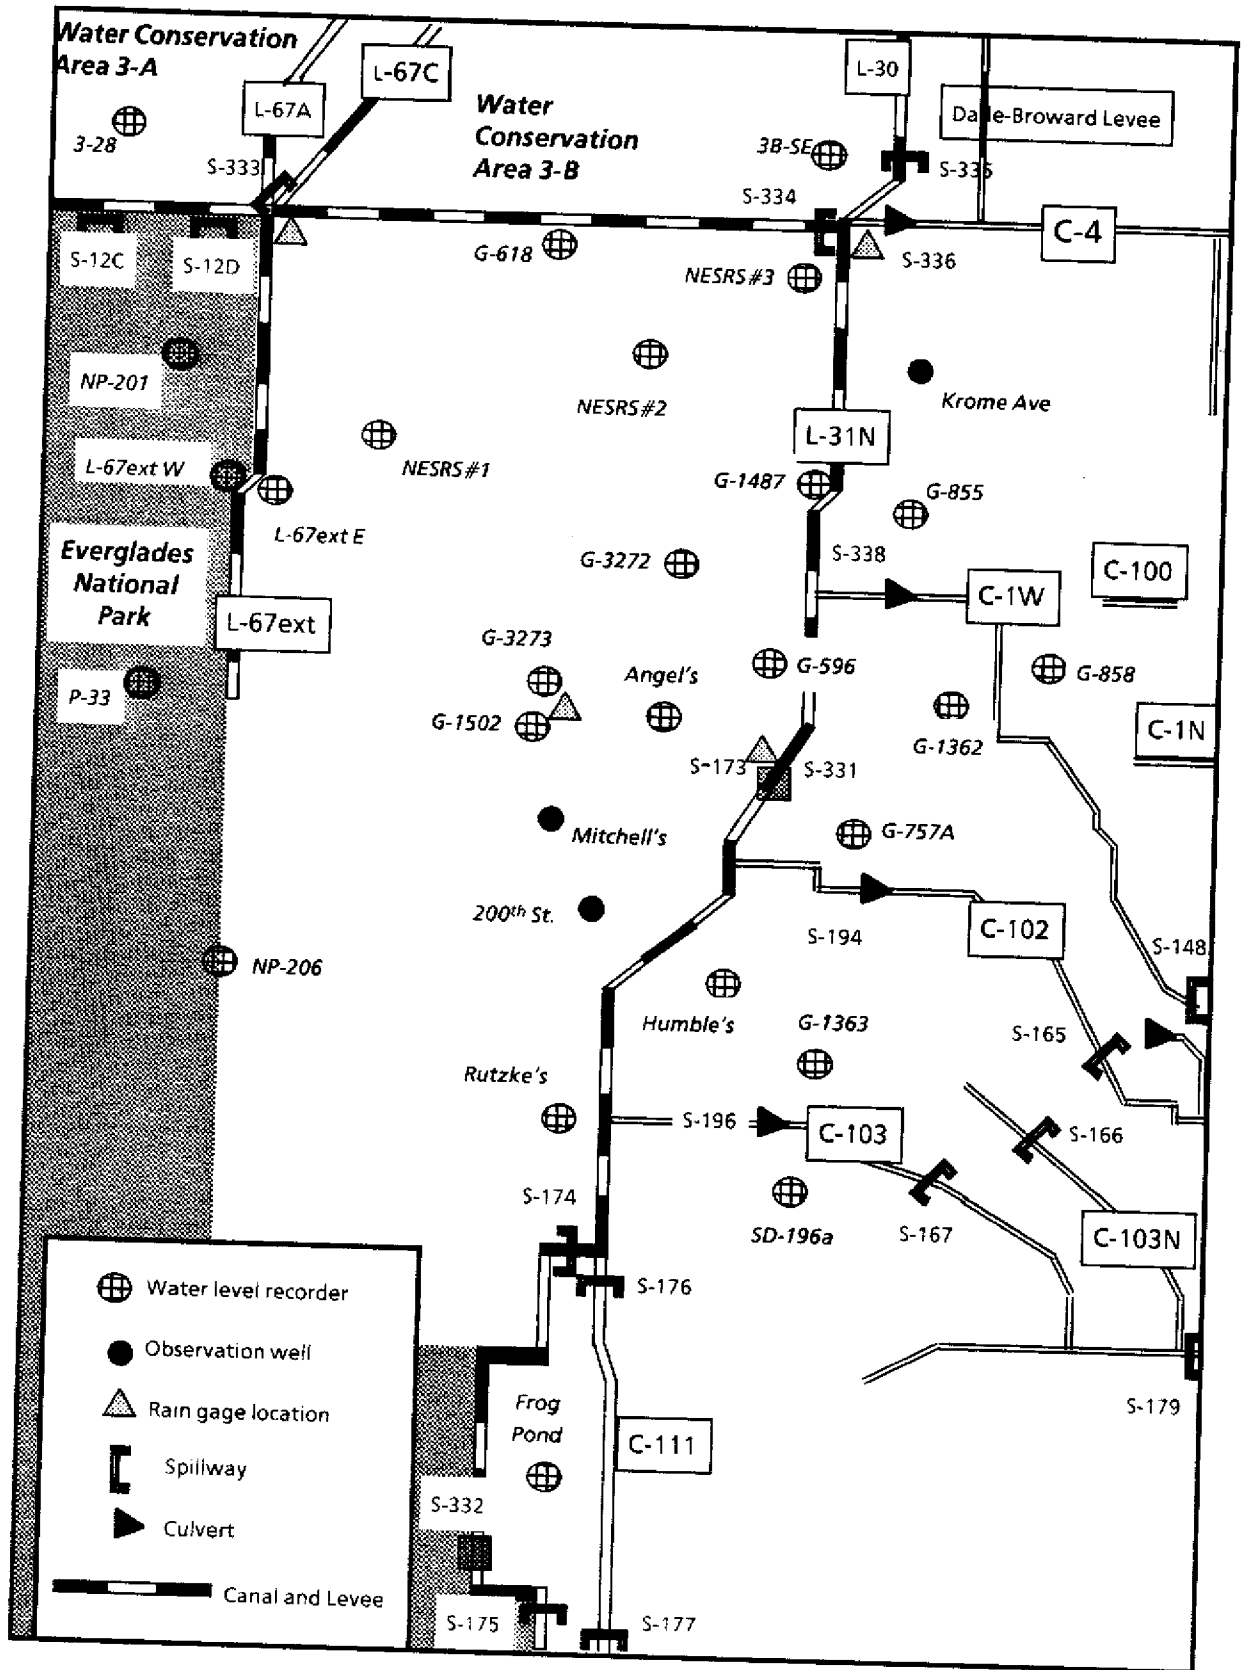 Water Conservation
Area 3-A
L-67C
L-67A
L-30
Water
Conservation
Area 3-B
Dade-Broward Levee
3-28
S-333
3B-SE
S-335
S-334
C-4
S-12C
S-12D
G-618
S-336
NESRS#3
NP-201
NESRS#2
Krome Ave
L-31N
L-67ext W
NESRS#1
G-1487
G-855
L-67ext E
Everglades
National
Park
G-3272
S-338
C-100
C-1W
L-67ext
G-3273
Angel's
G-596
G-858
P-33
G-1502
G-1362
C-1N
S-173
S-331
Mitchell's
G-757A
200th St.
S-194
C-102
S-148
NP-206
Humble's
G-1363
S-165
Rutzke's
S-196
C-103
S-166
S-174
SD-196a
S-167
C-103N
S-176
Water level recorder
Observation well
Rain gage location
Spillway
Culvert
Canal and Levee
Frog
Pond
C-111
S-179
S-332
S-175
S-177